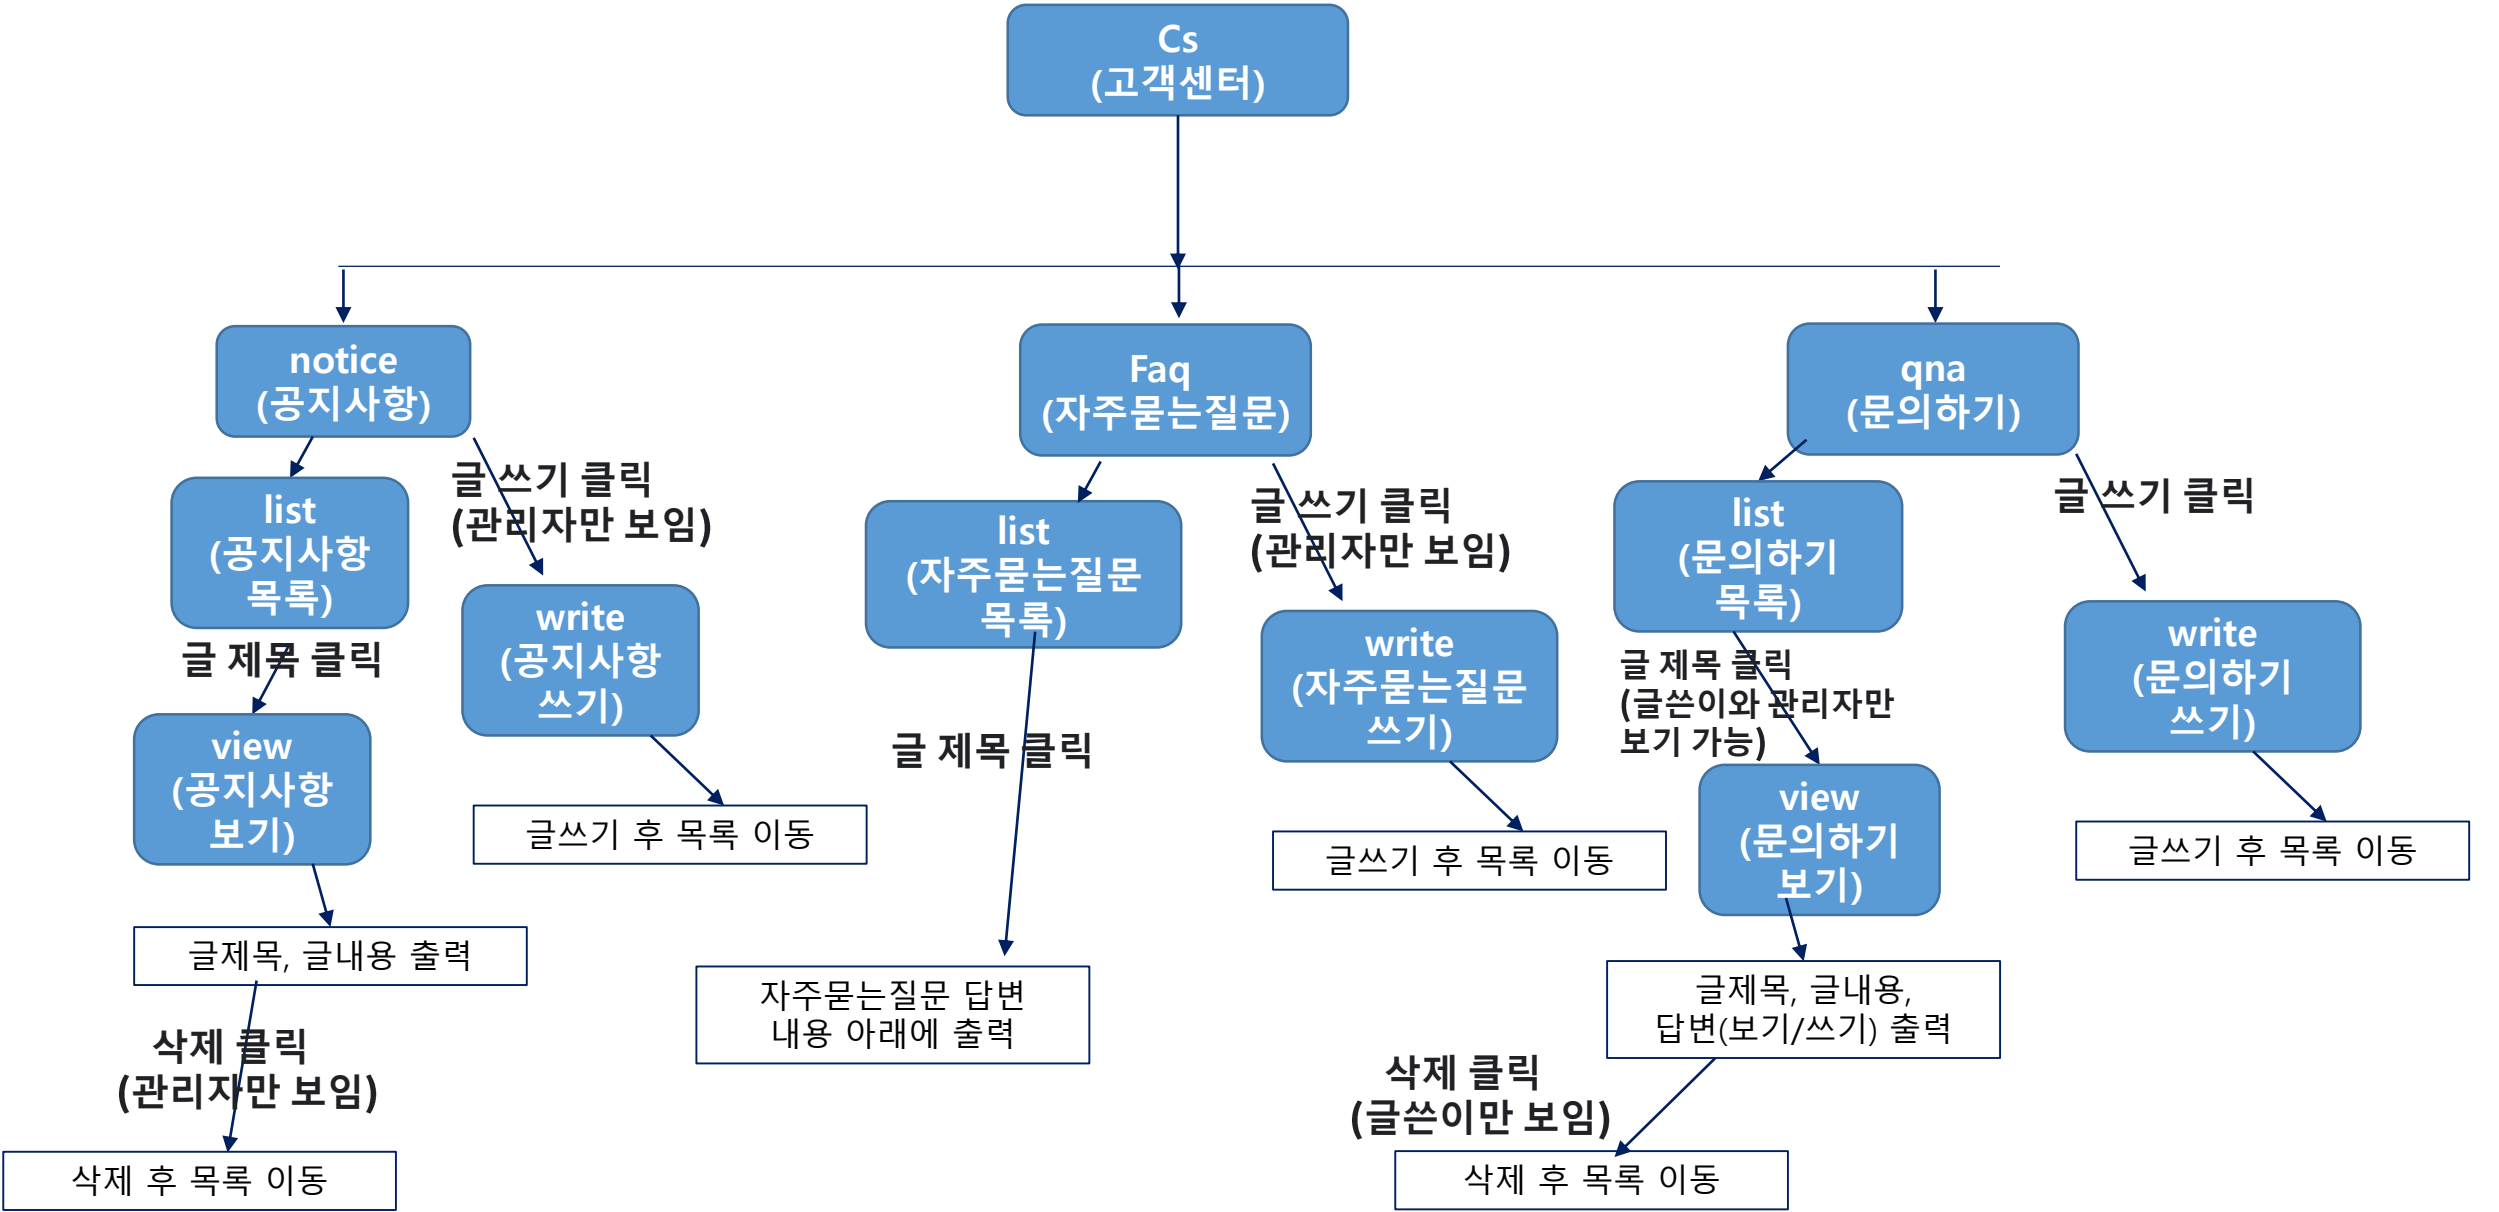 Cs
(고객센터)
notice
(공지사항)
Faq
(자주묻는질문)
qna
(문의하기)
list
(공지사항
목록)
글 쓰기 클릭
(관리자만 보임)
list
(자주묻는질문
목록)
글 쓰기 클릭
(관리자만 보임)
list
(문의하기
목록)
글 쓰기 클릭
글 제목 클릭
write
(공지사항
쓰기)
write
(자주묻는질문
쓰기)
글 제목 클릭
(글쓴이와 관리자만
보기 가능)
write
(문의하기
쓰기)
view
(공지사항
보기)
글 제목 클릭
view
(문의하기
보기)
글쓰기 후 목록 이동
글쓰기 후 목록 이동
글쓰기 후 목록 이동
글제목, 글내용 출력
자주묻는질문 답변
내용 아래에 출력
글제목, 글내용,
답변(보기/쓰기) 출력
삭제 클릭
(관리자만 보임)
삭제 클릭
(글쓴이만 보임)
삭제 후 목록 이동
삭제 후 목록 이동